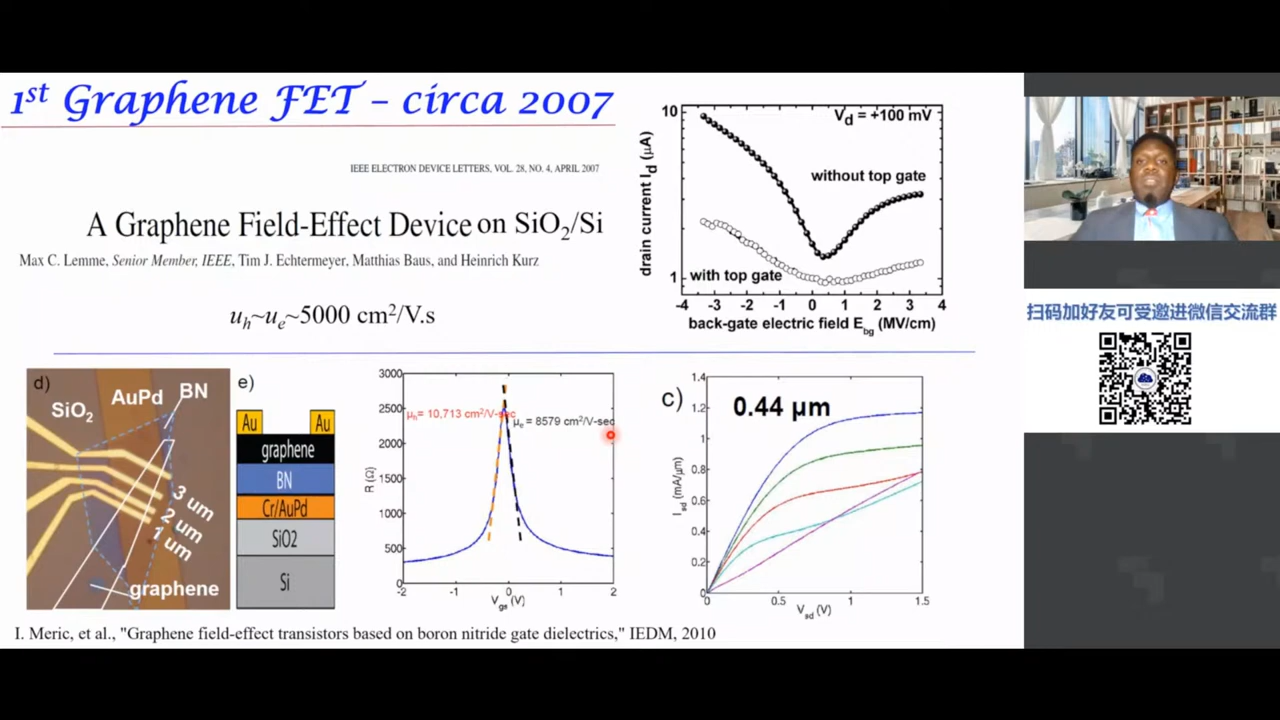 1st Graphene FET – circa 2007
IEEE ELECTRON DEVICE LETTERS, VOL. 28, NO. 4, APRIL 2007
A Graphene Field-Effect Device on SiO2/Si
Max C. Lemme, Senior Member, IEEE, Tim J. Echtermeyer, Matthias Baus, and Heinrich Kurz
uh~ue~5000 cm2/V.s
10
1
drain current Id (µA)
Vd = +100 mV
without top gate
with top gate
-4 -3 -2 -1 0 1 2 3 4
back-gate electric field Ebg (MV/cm)
扫码加好友可受邀进微信交流群
d)
SiO2
AuPd
BN
3 um
2 um
1 um
graphene
e)
Au Au
graphene
BN
Cr/AuPd
SiO2
Si
3000
2500
2000
1500
1000
500
0
R (Ω)
µh= 10,713 cm2/V-sec
µe = 8579 cm2/V-sec
-2 -1 0 1 2
Vgs (V)
c)
0.44 µm
1.4
1.2
1
0.8
0.6
0.4
0.2
0
Isd (mA/µm)
0 0.5 1 1.5
Vsd (V)
I. Meric, et al., "Graphene field-effect transistors based on boron nitride gate dielectrics," IEDM, 2010